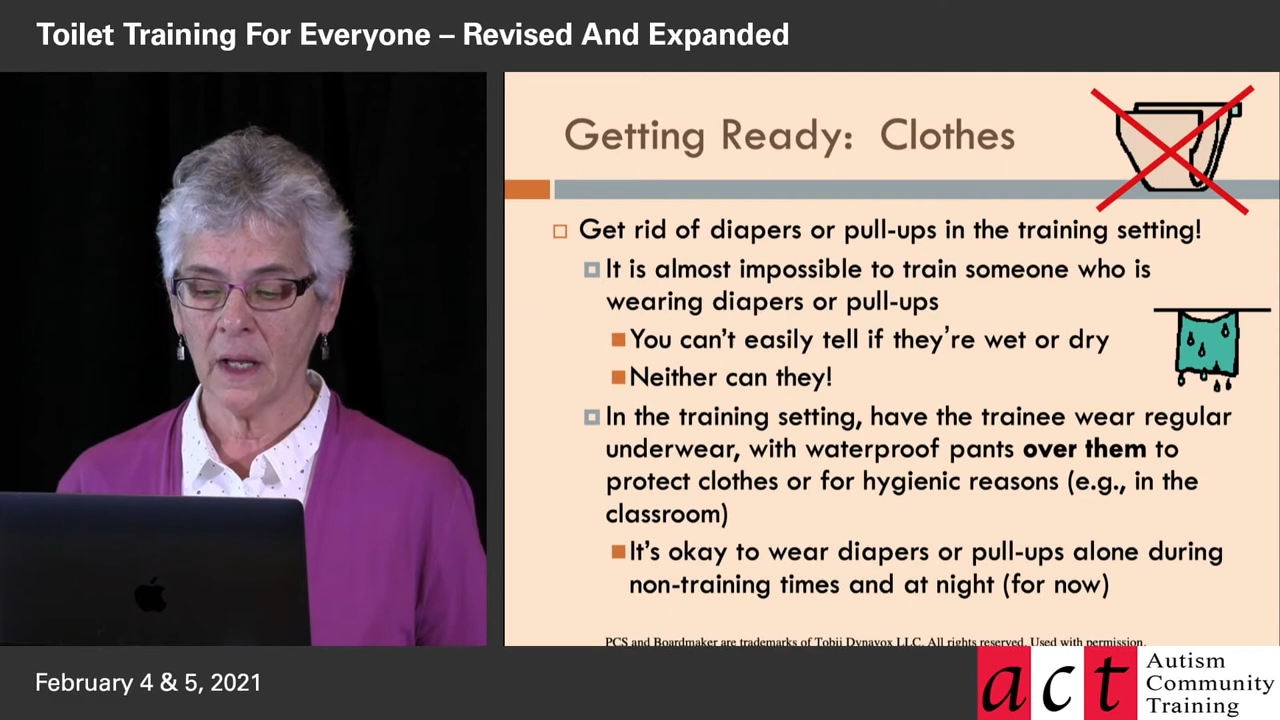 Toilet Training For Everyone – Revised And Expanded
Getting Ready: Clothes
Get rid of diapers or pull-ups in the training setting!
It is almost impossible to train someone who is
wearing diapers or pull-ups
You can't easily tell if they're wet or dry
Neither can they!
In the training setting, have the trainee wear regular
underwear, with waterproof pants over them to
protect clothes or for hygienic reasons (e.g., in the
classroom)
It's okay to wear diapers or pull-ups alone during
non-training times and at night (for now)
PCS and Boardmaker are trademarks of Tobii Dynavox LLC. All rights reserved. Used with permission.
February 4 & 5, 2021
act
Autism
Community
Training